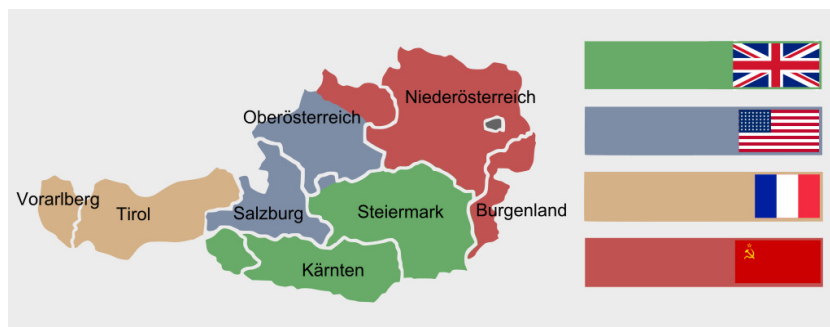 Niederösterreich
Oberösterreich
Vorarlberg
Tirol
Salzburg
Steiermark
Burgenland
Kärnten